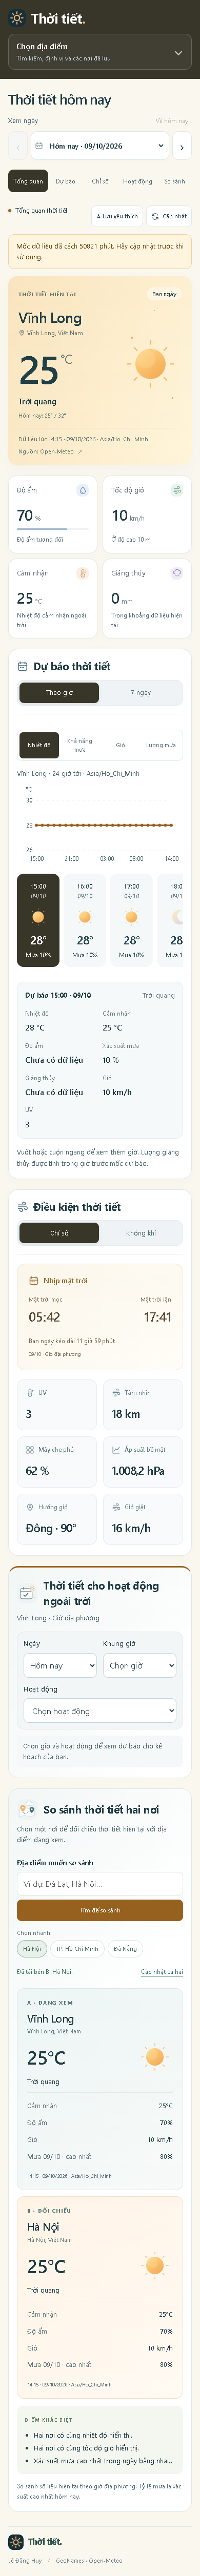 Thời tiết.
Chọn địa điểm
Tìm kiếm, định vị và các nơi đã lưu
Thời tiết hôm nay
Xem ngày
Về hôm nay
Hôm nay · 09/10/2026
Tổng quan
Dự báo
Chỉ số
Hoạt động
So sánh
Tổng quan thời tiết
Lưu yêu thích
Cập nhật
Mốc dữ liệu đã cách 50821 phút. Hãy cập nhật trước khi sử dụng.
THỜI TIẾT HIỆN TẠI
Ban ngày
Vĩnh Long
Vĩnh Long, Việt Nam
25°C
Trời quang
Hôm nay: 25° / 32°
Dữ liệu lúc 14:15 · 09/10/2026 · Asia/Ho_Chi_Minh
Nguồn: Open-Meteo ↗
Độ ẩm
70 %
Độ ẩm tương đối
Tốc độ gió
10 km/h
Ở độ cao 10 m
Cảm nhận
25 °C
Nhiệt độ cảm nhận ngoài trời
Giáng thủy
0 mm
Trong khoảng dữ liệu hiện tại
Dự báo thời tiết
Theo giờ
7 ngày
Nhiệt độ
Khả năng mưa
Gió
Lượng mưa
Vĩnh Long · 24 giờ tới · Asia/Ho_Chi_Minh
°C
30
28
26
15:00
21:00
03:00
08:00
14:00
15:00
09/10
28°
Mưa 10%
16:00
09/10
28°
Mưa 10%
17:00
09/10
28°
Mưa 10%
18:0
09/1
28
Mưa 1
Dự báo 15:00 · 09/10
Trời quang
Nhiệt độ
28 °C
Cảm nhận
25 °C
Độ ẩm
Chưa có dữ liệu
Xác suất mưa
10 %
Giáng thủy
Chưa có dữ liệu
Gió
10 km/h
UV
3
Vuốt hoặc cuộn ngang để xem thêm giờ. Lượng giáng thủy được tính trong giờ trước mốc dự báo.
Điều kiện thời tiết
Chỉ số
Không khí
Nhịp mặt trời
Mặt trời mọc
05:42
Mặt trời lặn
17:41
Ban ngày kéo dài 11 giờ 59 phút
09/10 · Giờ địa phương
UV
3
Tầm nhìn
18 km
Mây che phủ
62 %
Áp suất bề mặt
1.008,2 hPa
Hướng gió
Đông · 90°
Gió giật
16 km/h
Thời tiết cho hoạt động ngoài trời
Vĩnh Long · Giờ địa phương
Ngày
Hôm nay
Khung giờ
Chọn giờ
Hoạt động
Chọn hoạt động
Chọn giờ và hoạt động để xem dự báo cho kế hoạch của bạn.
So sánh thời tiết hai nơi
Chọn một nơi để đối chiếu thời tiết hiện tại với địa điểm đang xem.
Địa điểm muốn so sánh
Ví dụ: Đà Lạt, Hà Nội...
Tìm để so sánh
Chọn nhanh
Hà Nội
TP. Hồ Chí Minh
Đà Nẵng
Đã tải bên B: Hà Nội.
Cập nhật cả hai
A · ĐANG XEM
Vĩnh Long
Vĩnh Long, Việt Nam
25°C
Trời quang
Cảm nhận 25°C
Độ ẩm 70%
Gió 10 km/h
Mưa 09/10 · cao nhất 80%
14:15 · 09/10/2026 · Asia/Ho_Chi_Minh
B · ĐỐI CHIẾU
Hà Nội
Hà Nội, Việt Nam
25°C
Trời quang
Cảm nhận 25°C
Độ ẩm 70%
Gió 10 km/h
Mưa 09/10 · cao nhất 80%
14:15 · 09/10/2026 · Asia/Ho_Chi_Minh
ĐIỂM KHÁC BIỆT
Hai nơi có cùng nhiệt độ hiển thị.
Hai nơi có cùng tốc độ gió hiển thị.
Xác suất mưa cao nhất trong ngày bằng nhau.
So sánh số liệu hiện tại theo giờ địa phương. Tỷ lệ mưa là xác suất cao nhất hôm nay.
Thời tiết.
Lê Đăng Huy / GeoNames · Open-Meteo